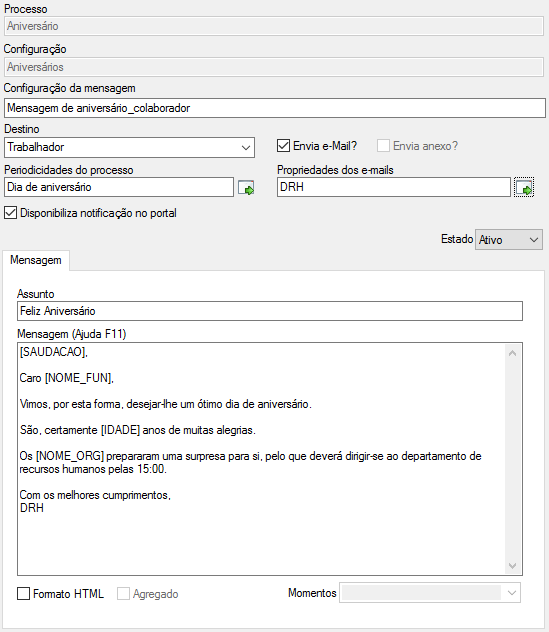 Processo
Aniversário
Configuração
Aniversários
Configuração da mensagem
Mensagem de aniversário_colaborador
Destino
Trabalhador
Envia e-Mail?
Envia anexo?
Periodicidades do processo
Propriedades dos e-mails
Dia de aniversário
DRH
Disponibiliza notificação no portal
Estado
Ativo
Mensagem
Assunto
Feliz Aniversário
Mensagem (Ajuda F11)
[SAUDACAO],
Caro [NOME_FUN],
Vimos, por esta forma, desejar-lhe um ótimo dia de aniversário.
São, certamente [IDADE] anos de muitas alegrias.
Os [NOME_ORG] prepararam uma surpresa para si, pelo que deverá dirigir-se ao departamento de
recursos humanos pelas 15:00.
Com os melhores cumprimentos,
DRH
Formato HTML
Agregado
Momentos